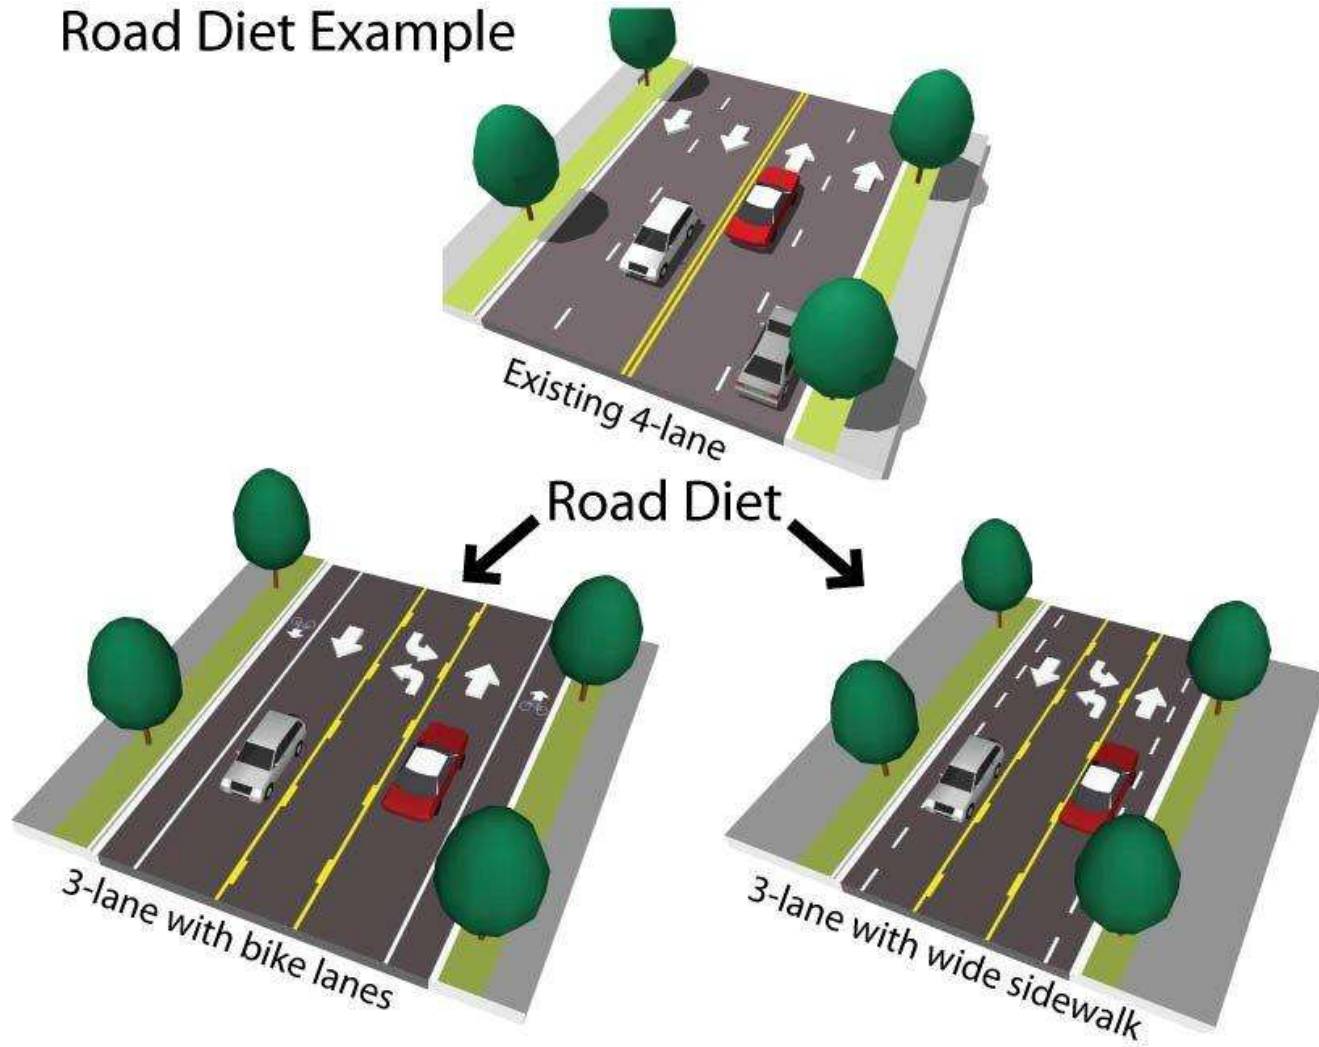 Road Diet Example
Existing 4-lane
Road Diet
3-lane with bike lanes
3-lane with wide sidewalk